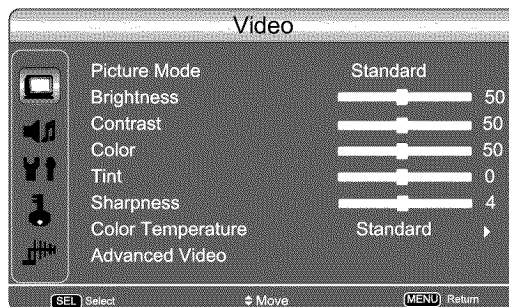 Video
Picture Mode Standard
Brightness 50
Contrast 50
Color 50
Tint 0
Sharpness 4
Color Temperature Standard
Advanced Video
SEL Select Move MENU Return